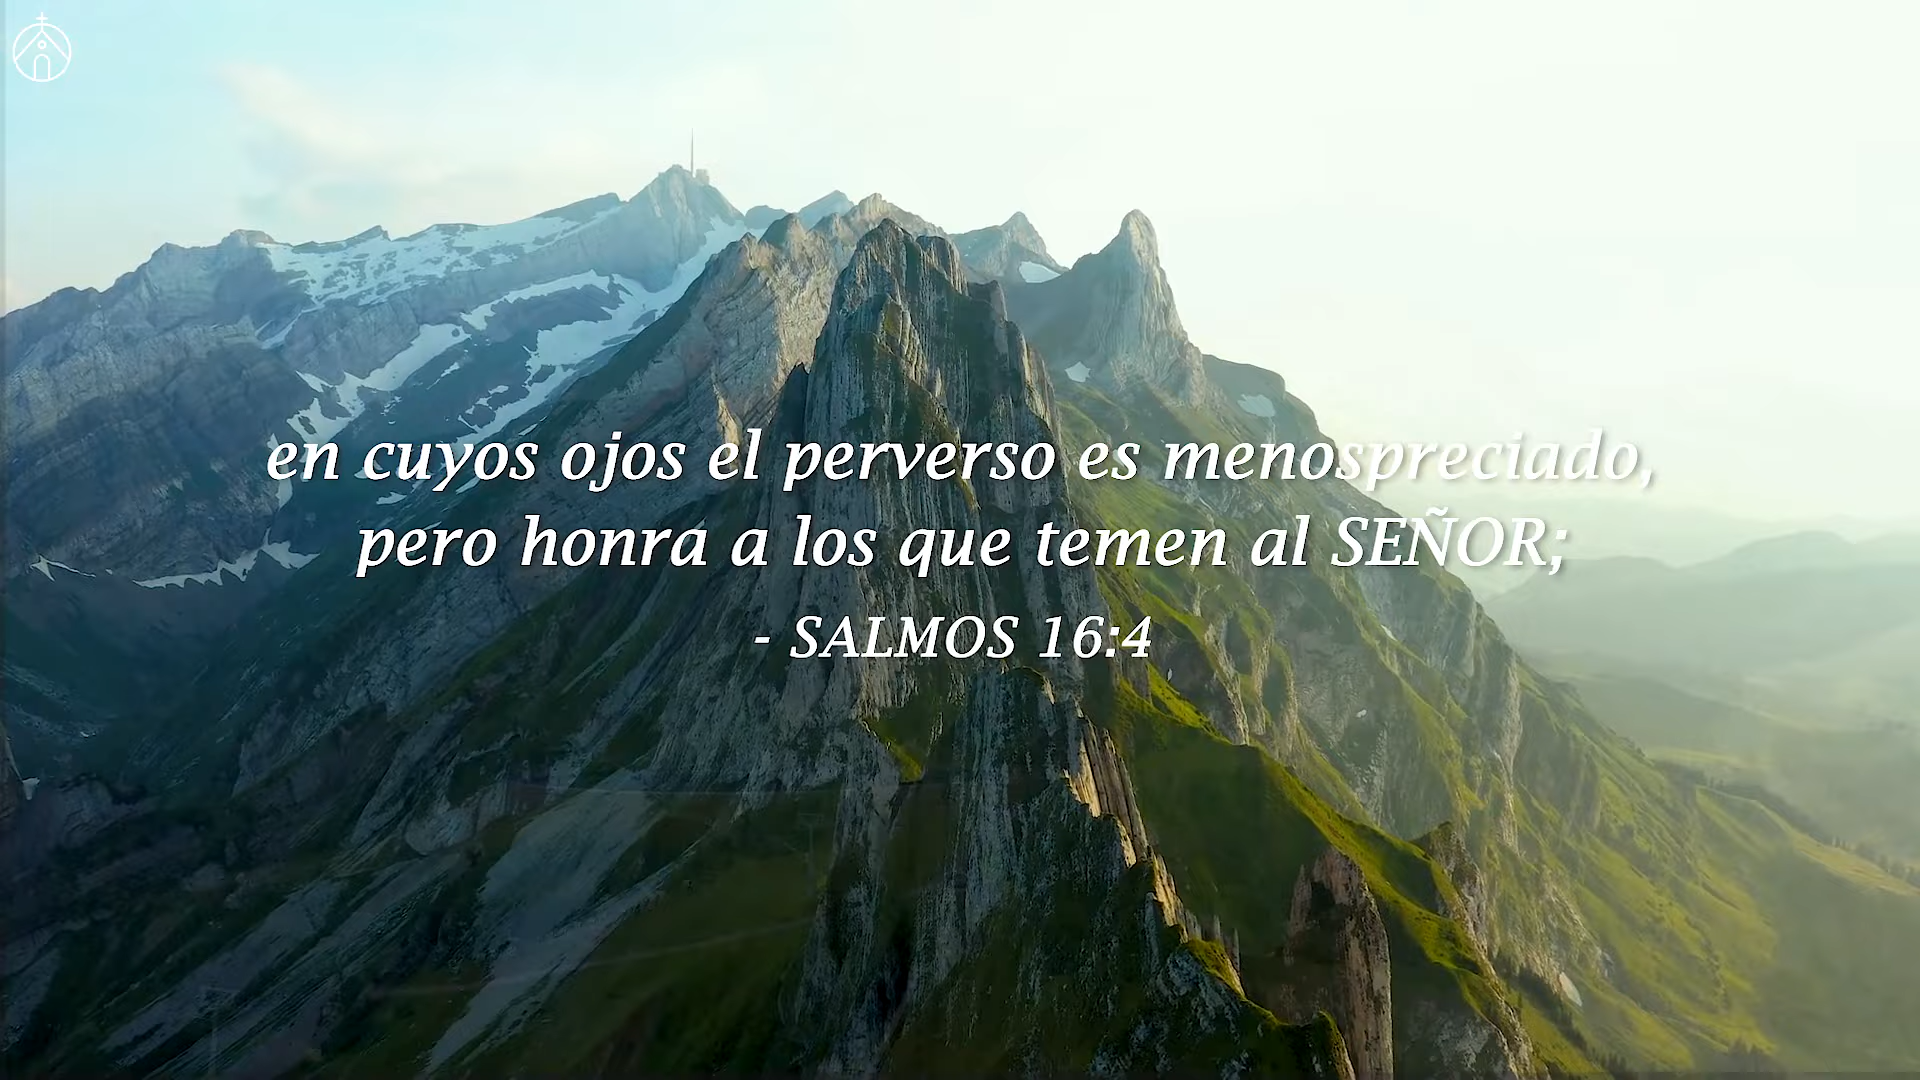 en cuyos ojos el perverso es menospreciado,
pero honra a los que temen al SEÑOR;
- SALMOS 16:4